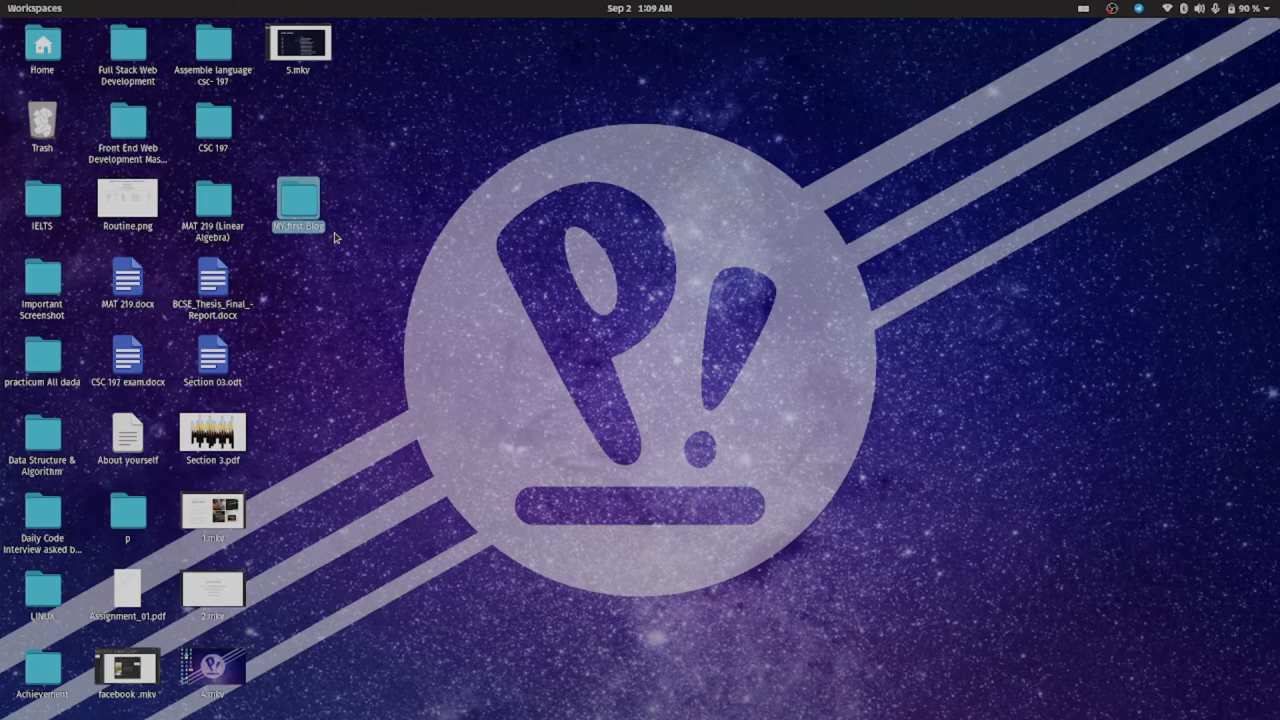 Workspaces
Sep 2 1:09 AM
90 %
Home
Full Stack Web
Development
Assemble language
csc- 197
5.mkv
Trash
Front End Web
Development Mas...
CSC 197
IELTS
Routine.png
MAT 219 (Linear
Algebra)
MY first Blog
Important
Screenshot
MAT 219.docx
BCSE_Thesis_Final_-
Report.docx
practicum All dada
CSC 197 exam.docx
Section 03.odt
Data Structure &
Algorithm
About yourself
Section 3.pdf
Daily Code
Interview asked b...
p
1.mkv
LINUX
Assignment_01.pdf
2.mkv
Achievement
facebook .mkv
4.mkv
P!